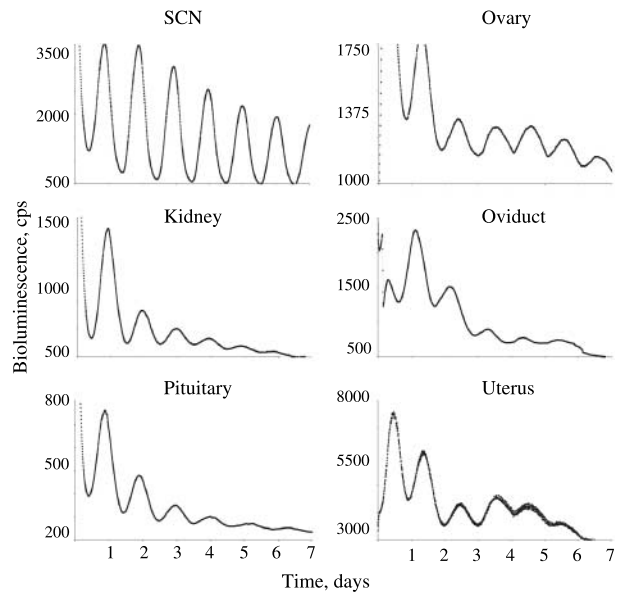 SCN
Ovary
3500
2000
500
1750
1375
1000
Kidney
Oviduct
1500
1000
500
2500
1500
500
Bioluminescence, cps
Pituitary
Uterus
800
500
200
8000
5500
3000
1 2 3 4 5 6 7
1 2 3 4 5 6 7
Time, days